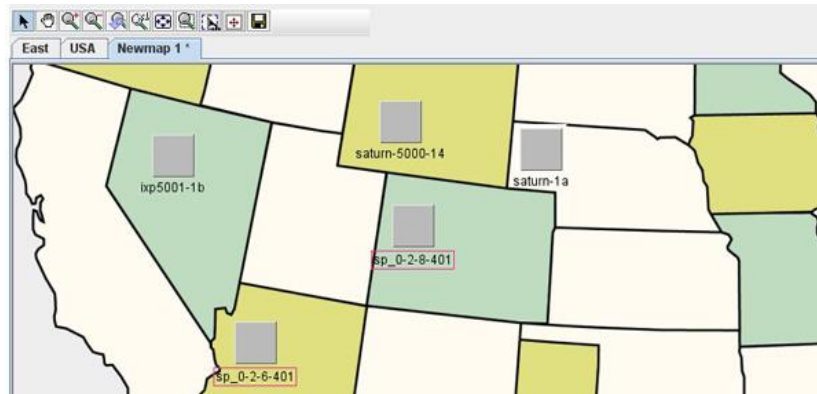 East USA Newmap 1 *
saturn-5000-14
ixp5001-1b
saturn-1a
sp_0-2-8-401
sp_0-2-6-401